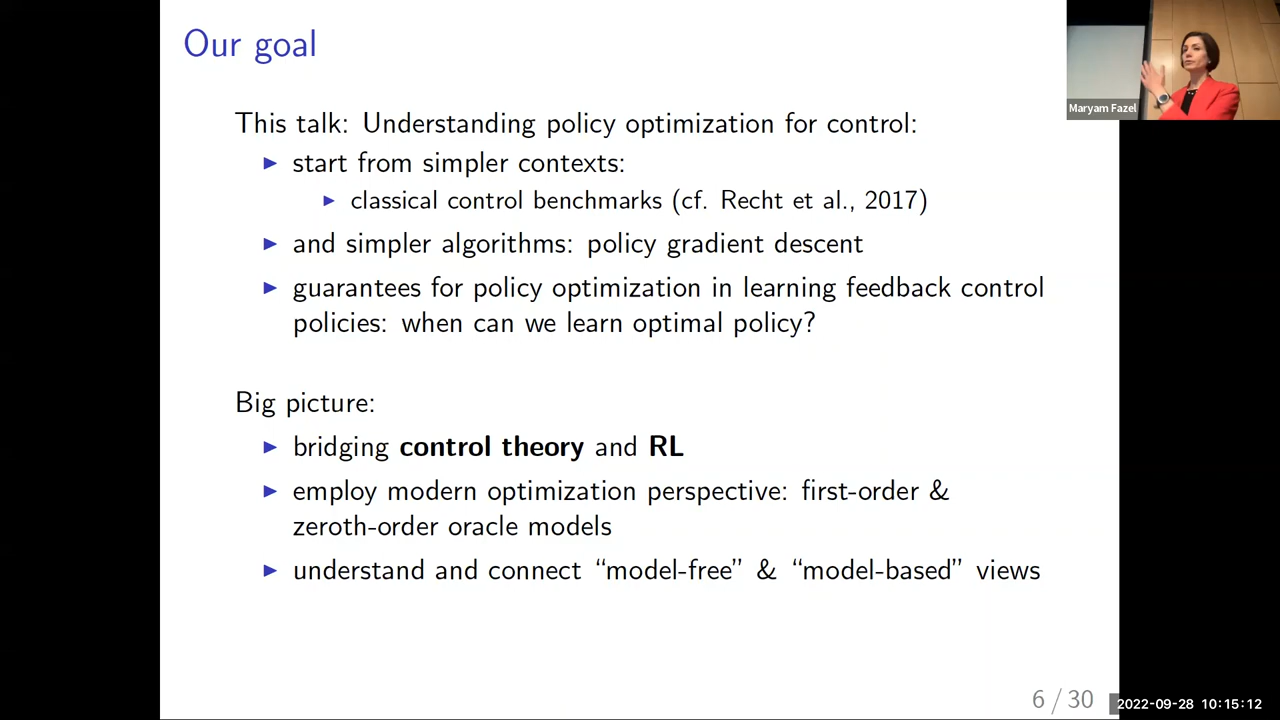 Our goal
Maryam Fazel
This talk: Understanding policy optimization for control:
start from simpler contexts:
classical control benchmarks (cf. Recht et al., 2017)
and simpler algorithms: policy gradient descent
guarantees for policy optimization in learning feedback control
policies: when can we learn optimal policy?
Big picture:
bridging control theory and RL
employ modern optimization perspective: first-order &
zeroth-order oracle models
understand and connect “model-free” & “model-based” views
6 / 30
2022-09-28 10:15:12